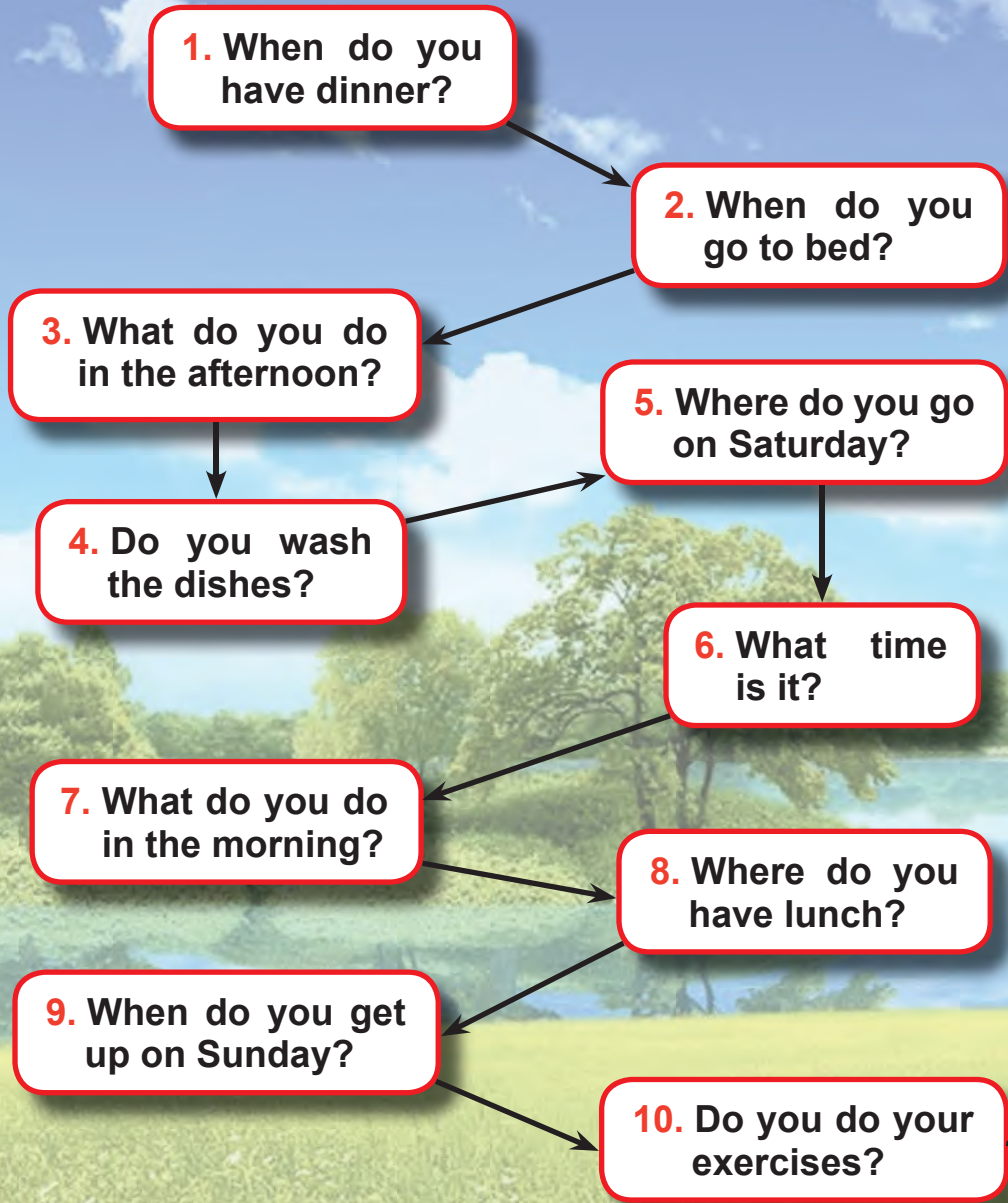 1. When do you
have dinner?
2. When do you
go to bed?
3. What do you do
in the afternoon?
4. Do you wash
the dishes?
5. Where do you go
on Saturday?
6. What time
is it?
7. What do you do
in the morning?
8. Where do you
have lunch?
9. When do you get
up on Sunday?
10. Do you do your
exercises?